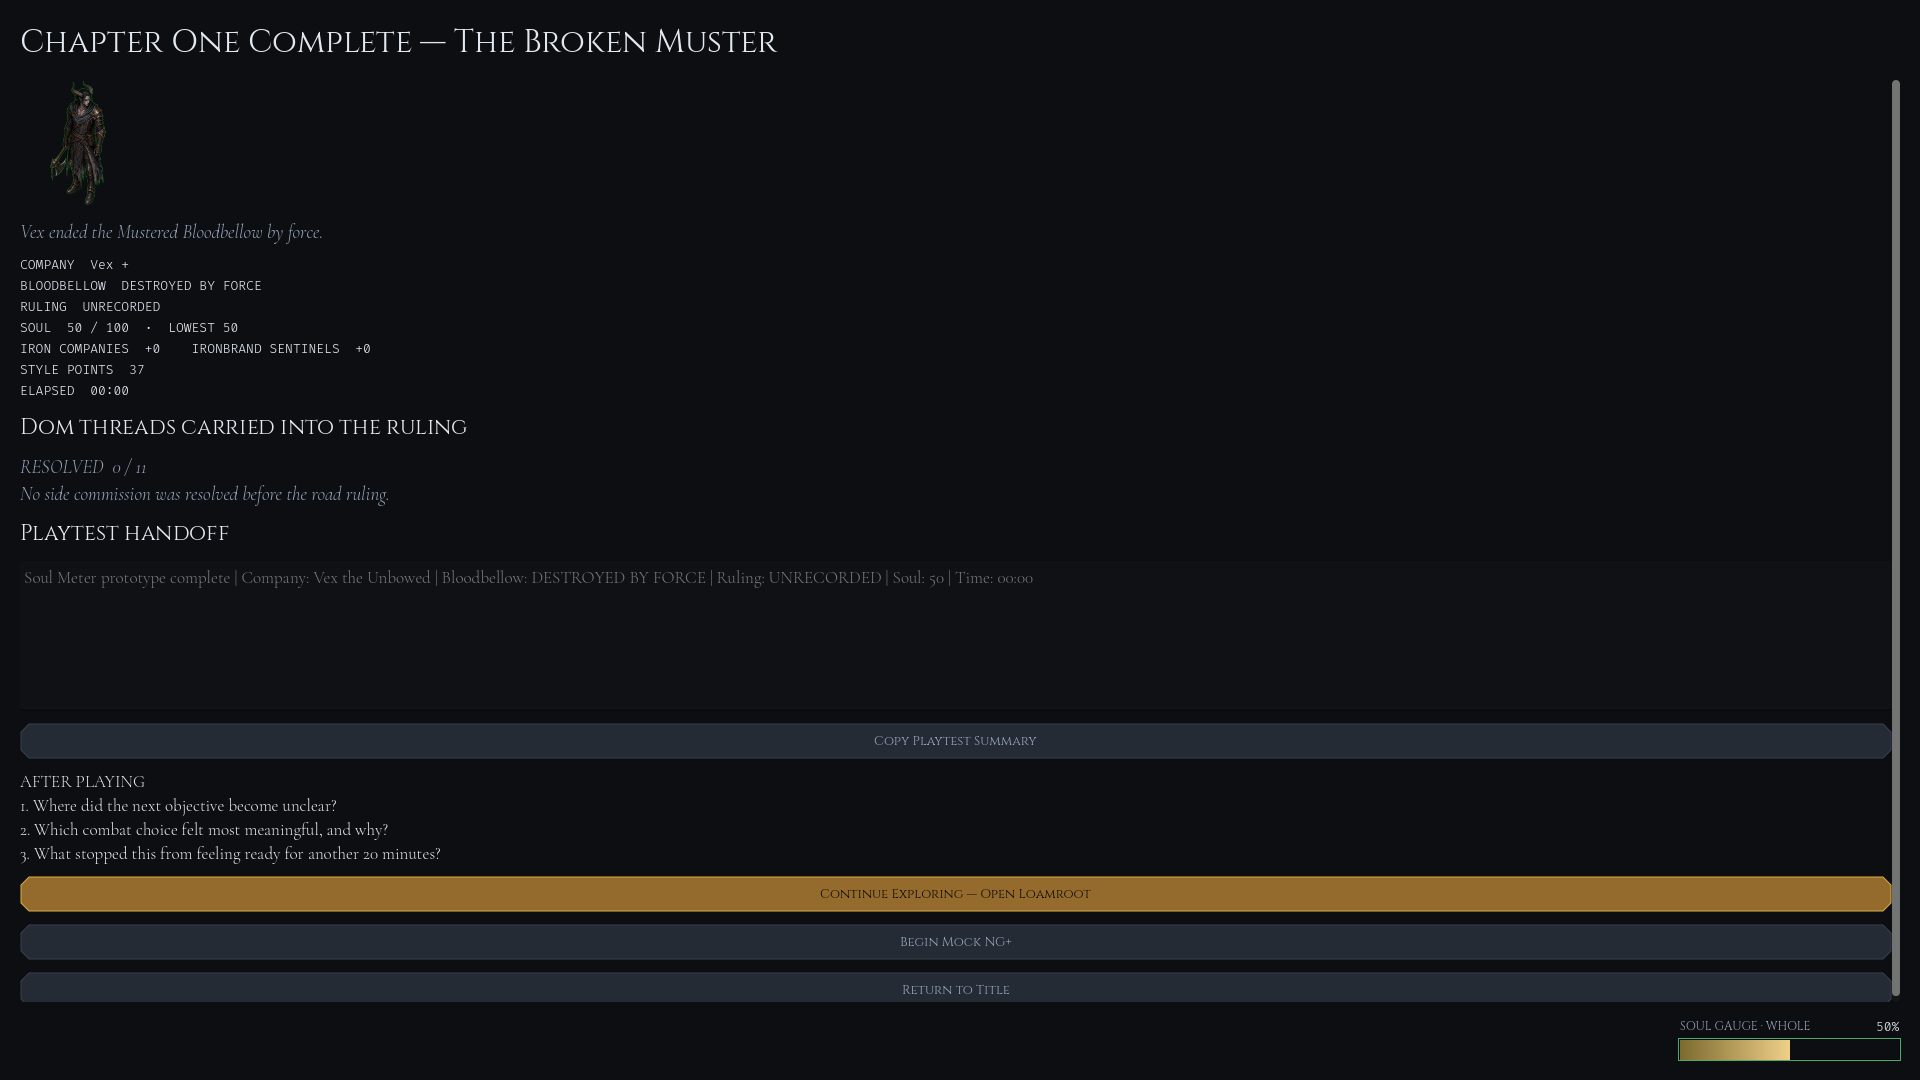 Chapter One Complete — The Broken Muster
Vex ended the Mustered Bloodbellow by force.
COMPANY  Vex +
BLOODBELLOW  DESTROYED BY FORCE
RULING  UNRECORDED
SOUL  50 / 100  ·  LOWEST 50
IRON COMPANIES  +0    IRONBRAND SENTINELS  +0
STYLE POINTS  37
ELAPSED  00:00
Dom threads carried into the ruling
RESOLVED  0 / 11
No side commission was resolved before the road ruling.
Playtest handoff
Soul Meter prototype complete | Company: Vex the Unbowed | Bloodbellow: DESTROYED BY FORCE | Ruling: UNRECORDED | Soul: 50 | Time: 00:00
Copy Playtest Summary
AFTER PLAYING
1. Where did the next objective become unclear?
2. Which combat choice felt most meaningful, and why?
3. What stopped this from feeling ready for another 20 minutes?
Continue Exploring — Open Loamroot
Begin Mock NG+
Return to Title
SOUL GAUGE · WHOLE  50%